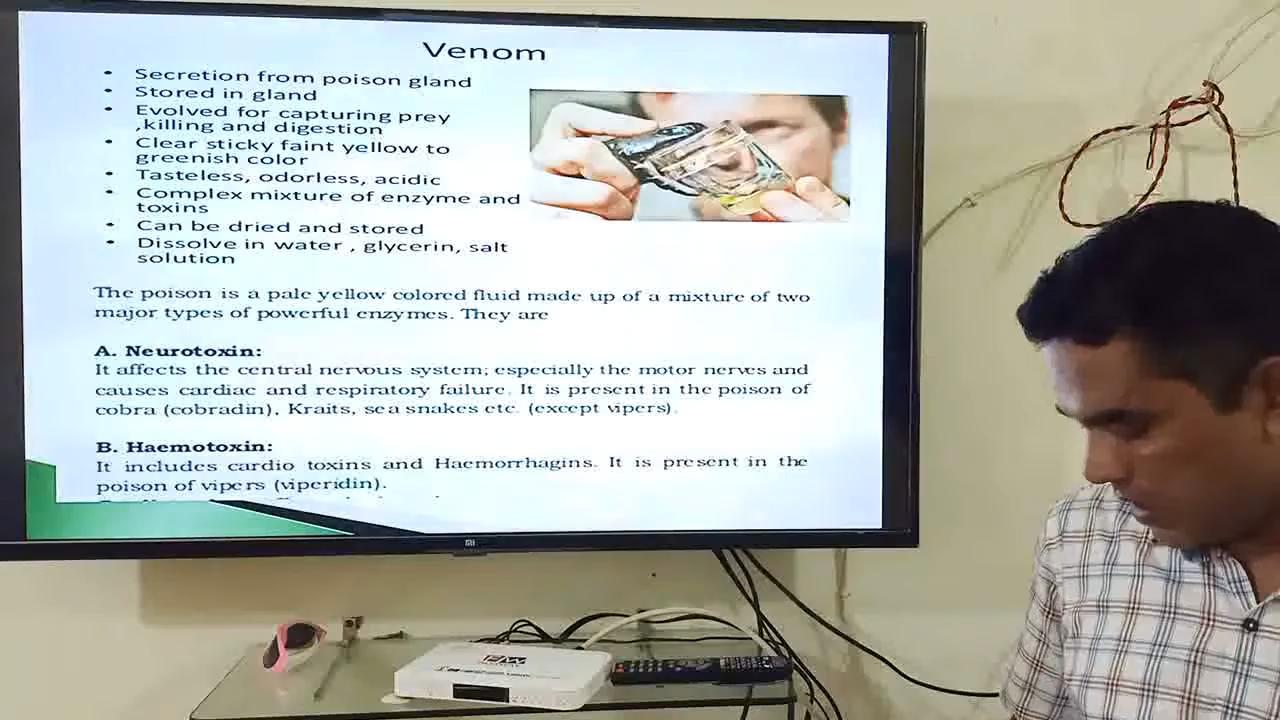 Venom
• Secretion from poison gland
• Stored in gland
• Evolved for capturing prey
,killing and digestion
• Clear sticky faint yellow to
greenish color
• Tasteless, odorless, acidic
• Complex mixture of enzyme and
toxins
• Can be dried and stored
• Dissolve in water , glycerin, salt
solution
The poison is a pale yellow colored fluid made up of a mixture of two
major types of powerful enzymes. They are
A. Neurotoxin:
It affects the central nervous system; especially the motor nerves and
causes cardiac and respiratory failure. It is present in the poison of
cobra (cobradin), Kraits, sea snakes etc. (except vipers).
B. Haemotoxin:
It includes cardio toxins and Haemorrhagins. It is present in the
poison of vipers (viperidin).
mi